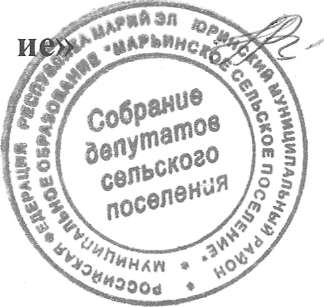 ие»
РОССИЙСКАЯ ФЕДЕРАЦИЯ РЕСПУБЛИКА МАРИЙ ЭЛ ЮРИНСКИЙ МУНИЦИПАЛЬНЫЙ РАЙОН
МУНИЦИПАЛЬНОЕ ОБРАЗОВАНИЕ "МАРЬИНСКОЕ СЕЛЬСКОЕ ПОСЕЛЕНИЕ"
Собрание
депутатов
сельского
поселения